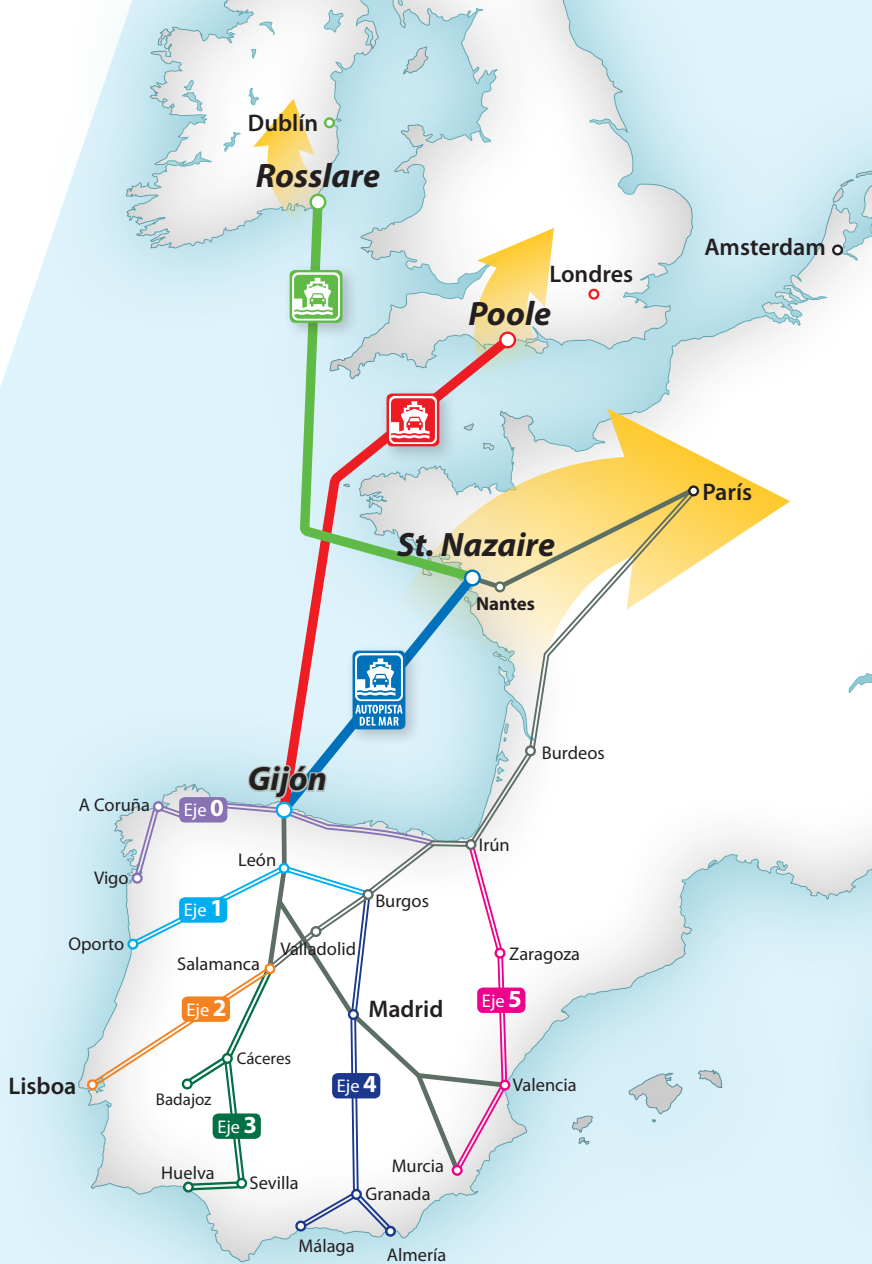 Dublín
Rosslare
Amsterdam
Londres
Poole
París
St. Nazaire
Nantes
AUTOPISTA
DEL MAR
Burdeos
Gijón
A Coruña
Eje 0
Irún
León
Vigo
Burgos
Eje 1
Oporto
Valladolid
Zaragoza
Salamanca
Eje 5
Eje 2
Madrid
Cáceres
Lisboa
Eje 4
Valencia
Badajoz
Eje 3
Murcia
Huelva
Sevilla
Granada
Málaga
Almería